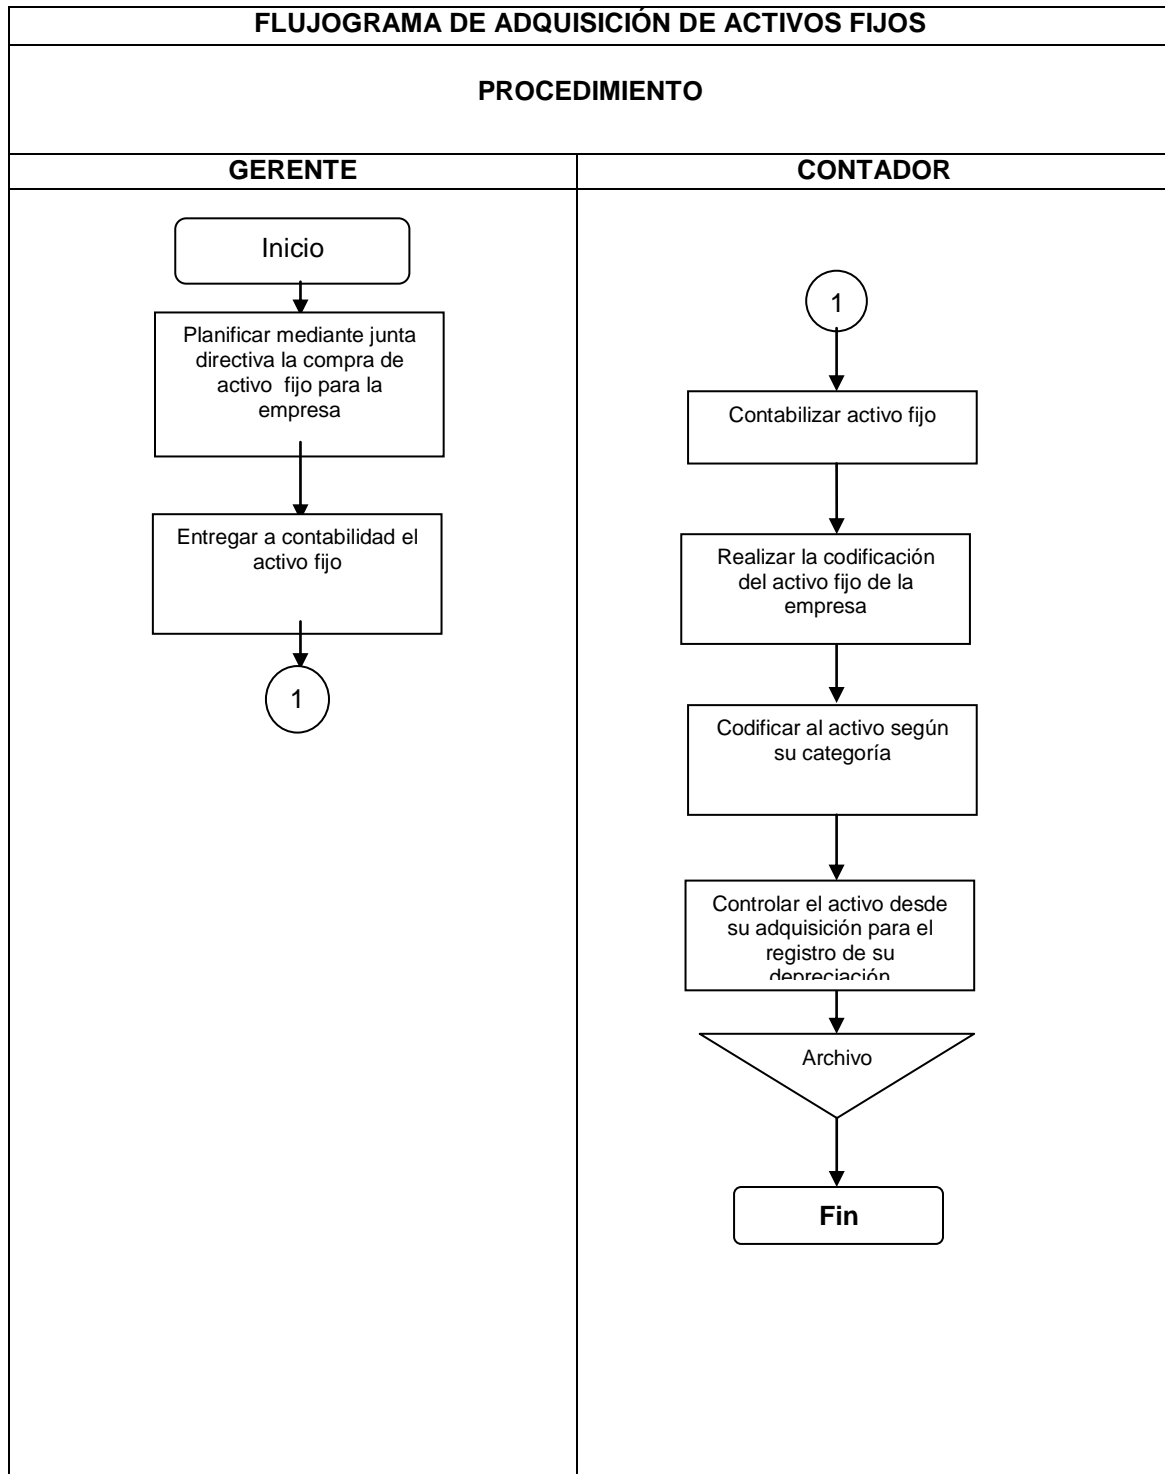 FLUJOGRAMA DE ADQUISICIÓN DE ACTIVOS FIJOS
PROCEDIMIENTO
GERENTE
Inicio
Planificar mediante junta
directiva la compra de
activo fijo para la
empresa
Entregar a contabilidad el
activo fijo
1
CONTADOR
1
Contabilizar activo fijo
Realizar la codificación
del activo fijo de la
empresa
Codificar al activo según
su categoría
Controlar el activo desde
su adquisición para el
registro de su
depreciación
Archivo
Fin